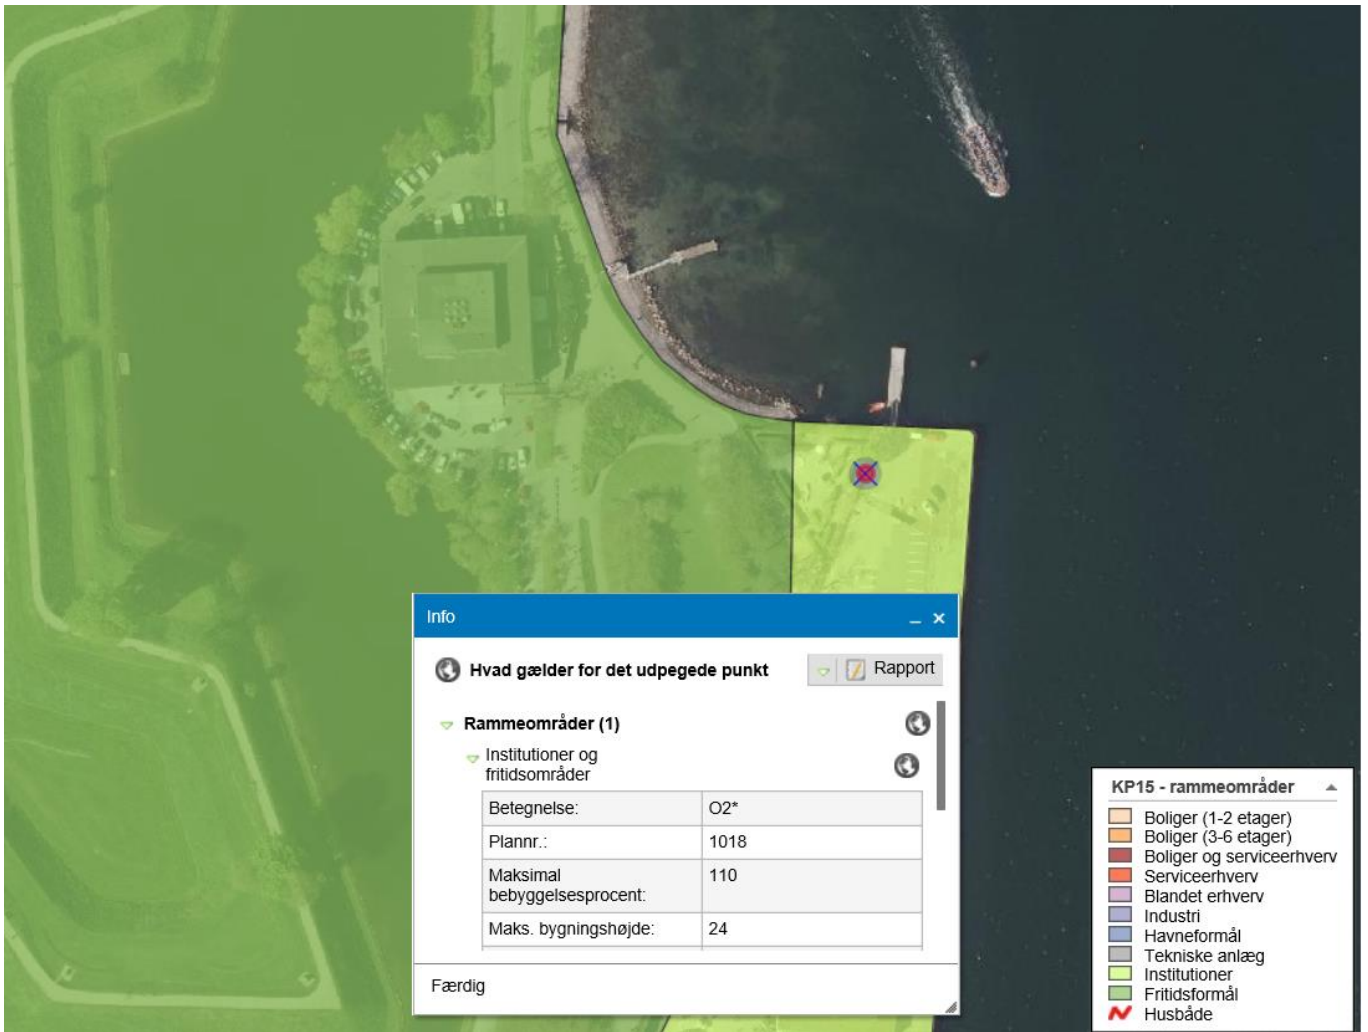 Info
Hvad gælder for det udpegede punkt
Rapport
Rammeområder (1)
Institutioner og
fritidsområder
Betegnelse: O2*
Plannr.: 1018
Maksimal
bebyggelsesprocent: 110
Maks. bygningshøjde: 24
Færdig
KP15 - rammeområder
Boliger (1-2 etager)
Boliger (3-6 etager)
Boliger og serviceerhverv
Serviceerhverv
Blandet erhverv
Industri
Havneformål
Tekniske anlæg
Institutioner
Fritidsformål
Husbåde